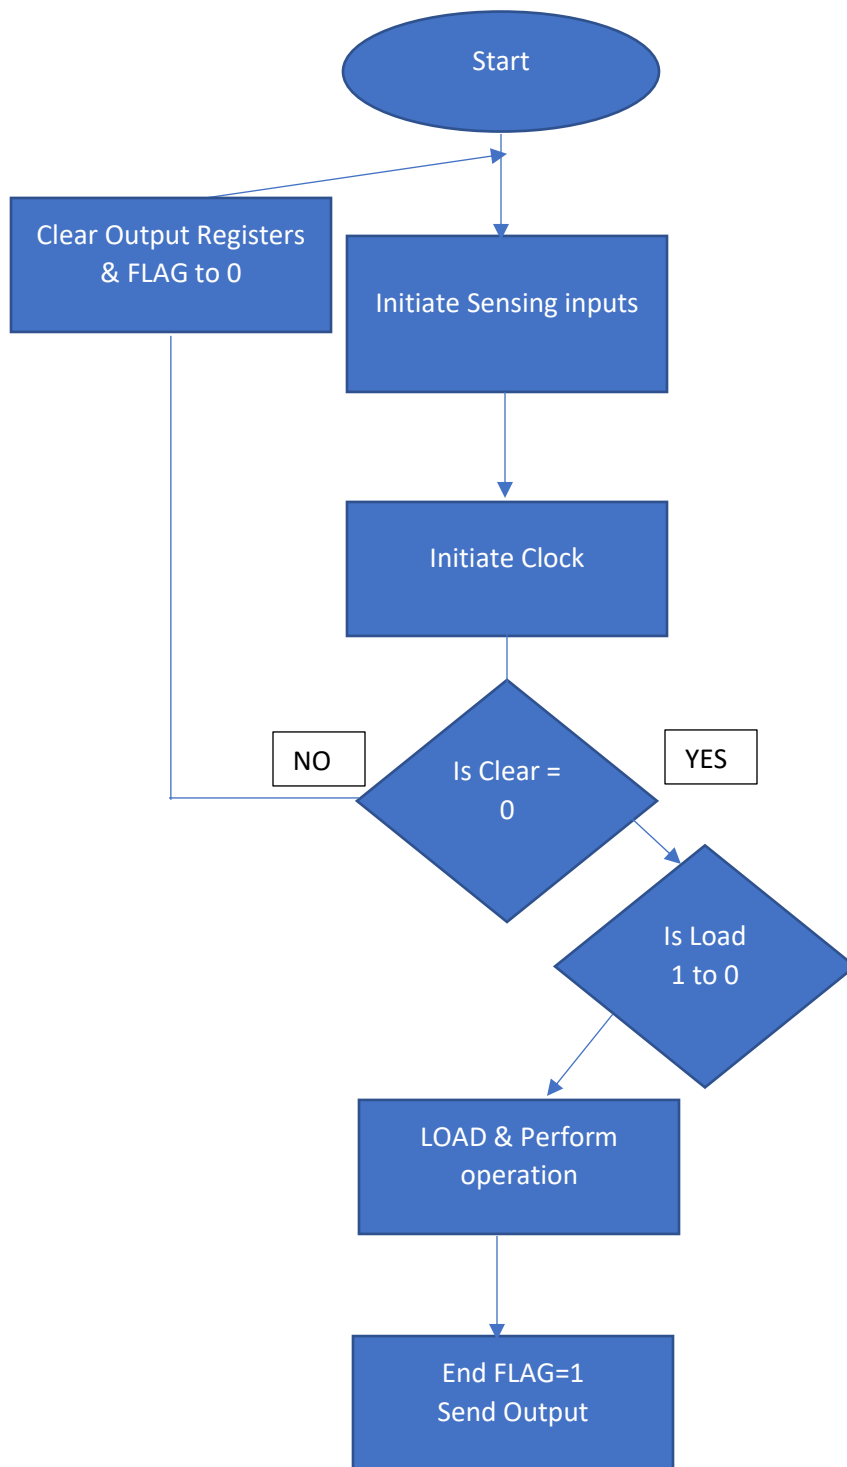 Start
Clear Output Registers
& FLAG to 0
Initiate Sensing inputs
Initiate Clock
NO
Is Clear =
0
YES
Is Load
1 to 0
LOAD & Perform
operation
End FLAG=1
Send Output